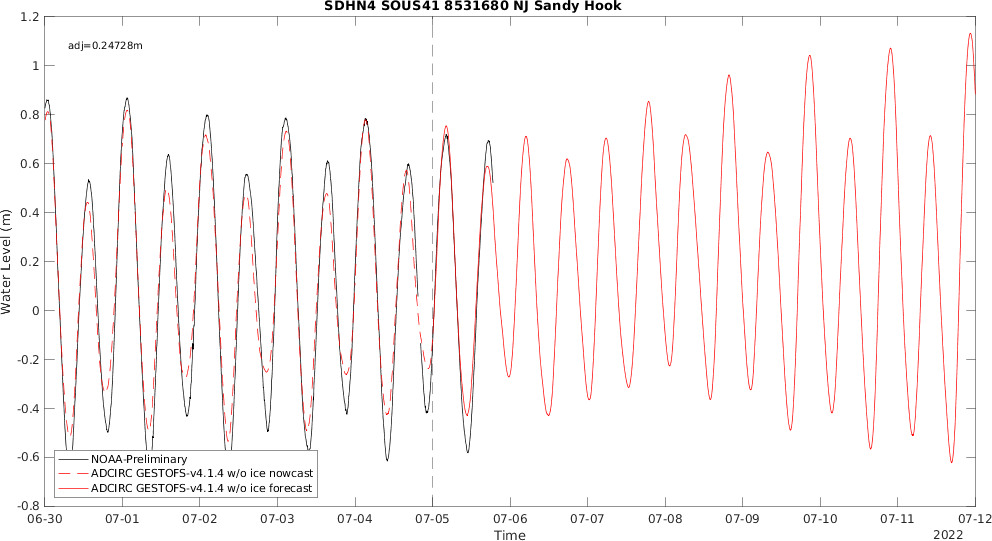 SDHN4 SOUS41 8531680 NJ Sandy Hook
adj=0.24728m
1.2
1
0.8
0.6
0.4
0.2
0
-0.2
-0.4
-0.6
-0.8
Water Level (m)
NOAA-Preliminary
ADCIRC GESTOFS-v4.1.4 w/o ice nowcast
ADCIRC GESTOFS-v4.1.4 w/o ice forecast
06-30 07-01 07-02 07-03 07-04 07-05 07-06 07-07 07-08 07-09 07-10 07-11 07-12
Time
2022